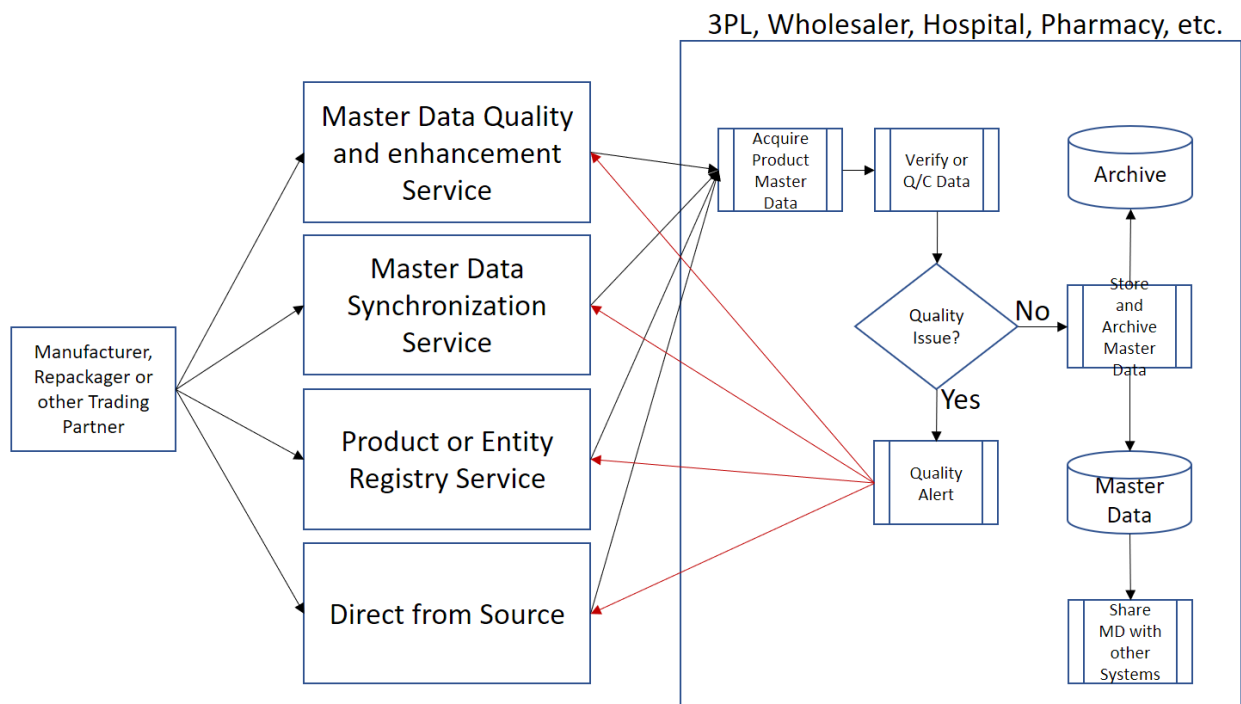 3PL, Wholesaler, Hospital, Pharmacy, etc.
Manufacturer,
Repackager or
other Trading
Partner
Master Data Quality
and enhancement
Service
Master Data
Synchronization
Service
Product or Entity
Registry Service
Direct from Source
Acquire
Product
Master
Data
Verify or
Q/C Data
Quality
Issue?
No
Yes
Quality
Alert
Archive
Store
and
Archive
Master
Data
Master
Data
Share
MD with
other
Systems